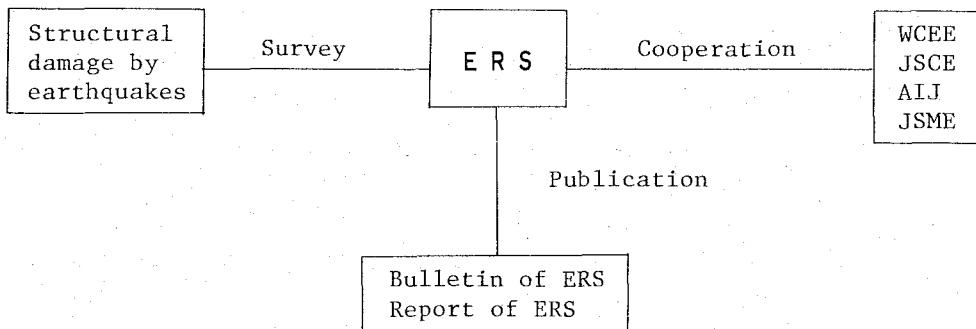 Structural
damage by
earthquakes
Survey
E R S
Cooperation
WCEE
JSCE
AIJ
JSME
Publication
Bulletin of ERS
Report of ERS